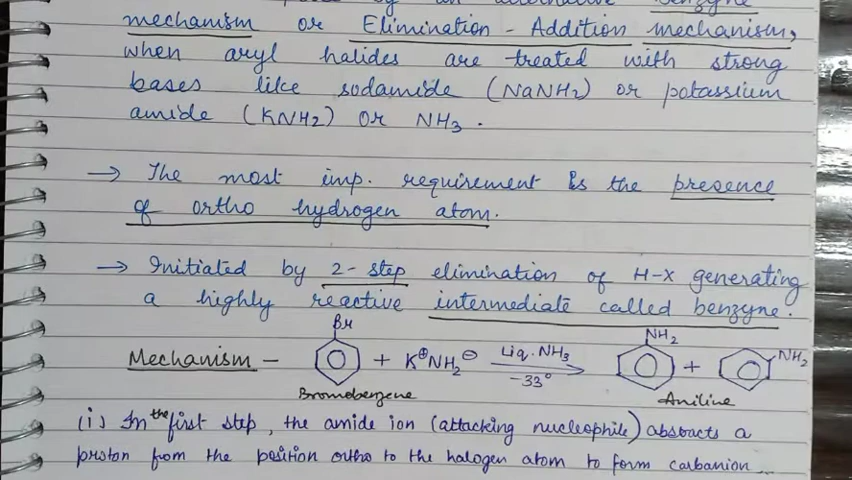 by an alternative benzyne
mechanism or Elimination - Addition mechanism,
when aryl halides are treated with strong
bases like sodamide (NaNH2) or potassium
amide (KNH2) or NH3.
→ The most imp. requirement is the presence
of ortho hydrogen atom.
→ Initiated by 2-step elimination of H-X generating
a highly reactive intermediate called benzyne.
Br NH2
Mechanism - + K⊕NH2⊖ Liq. NH3 + NH2
-33°
Bromobenzene Aniline
(i) In the first step, the amide ion (attacking nucleophile) abstracts a
proton from the position ortho to the halogen atom to form carbanion...